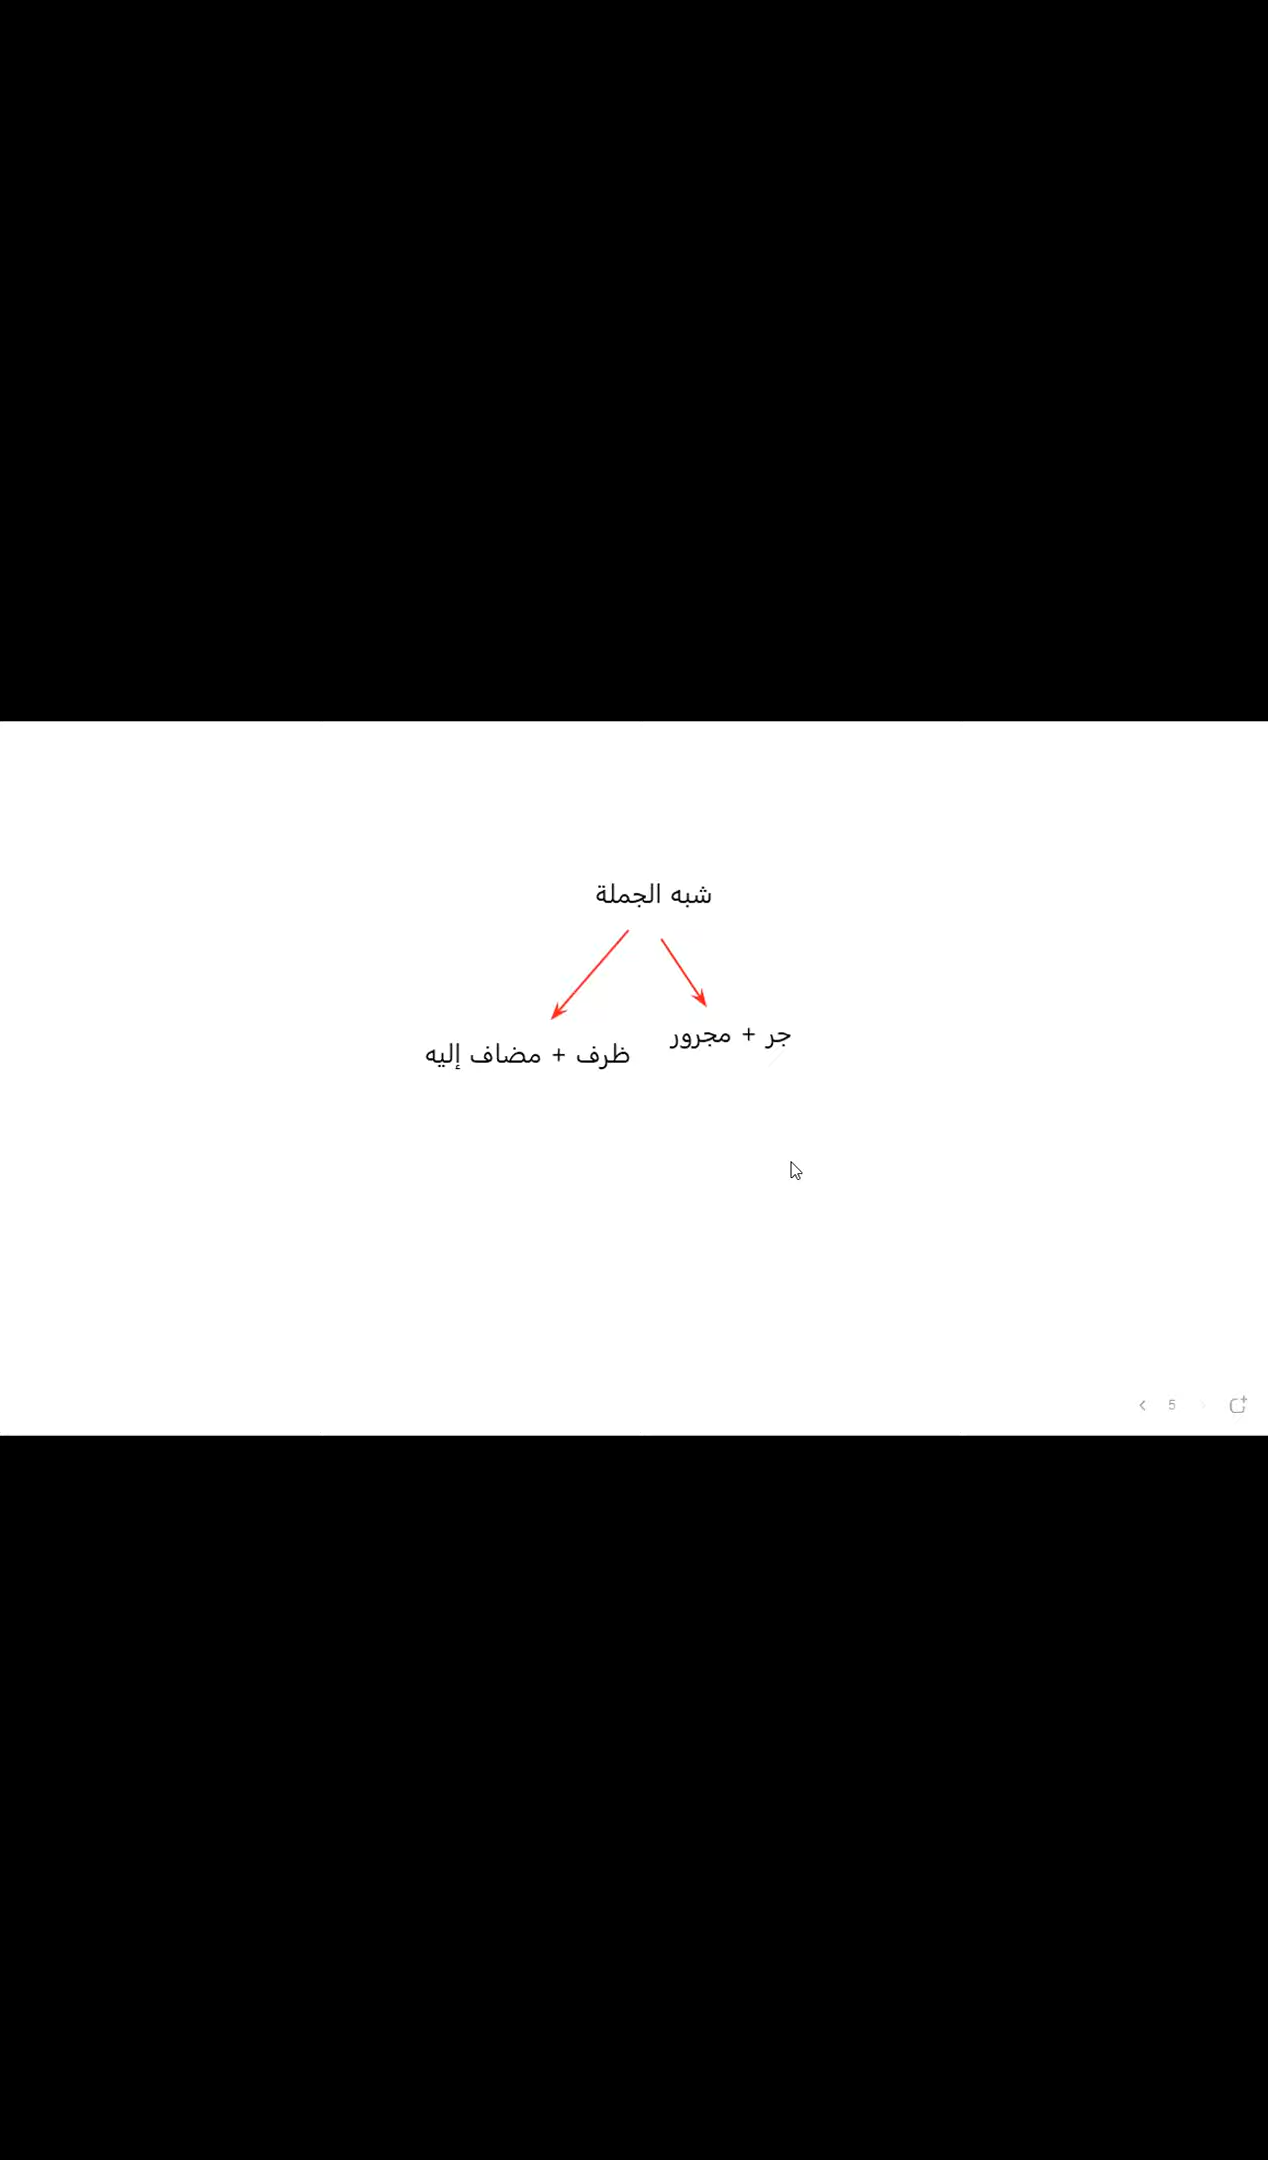 شبه الجملة
جر + مجرور
ظرف + مضاف إليه
5